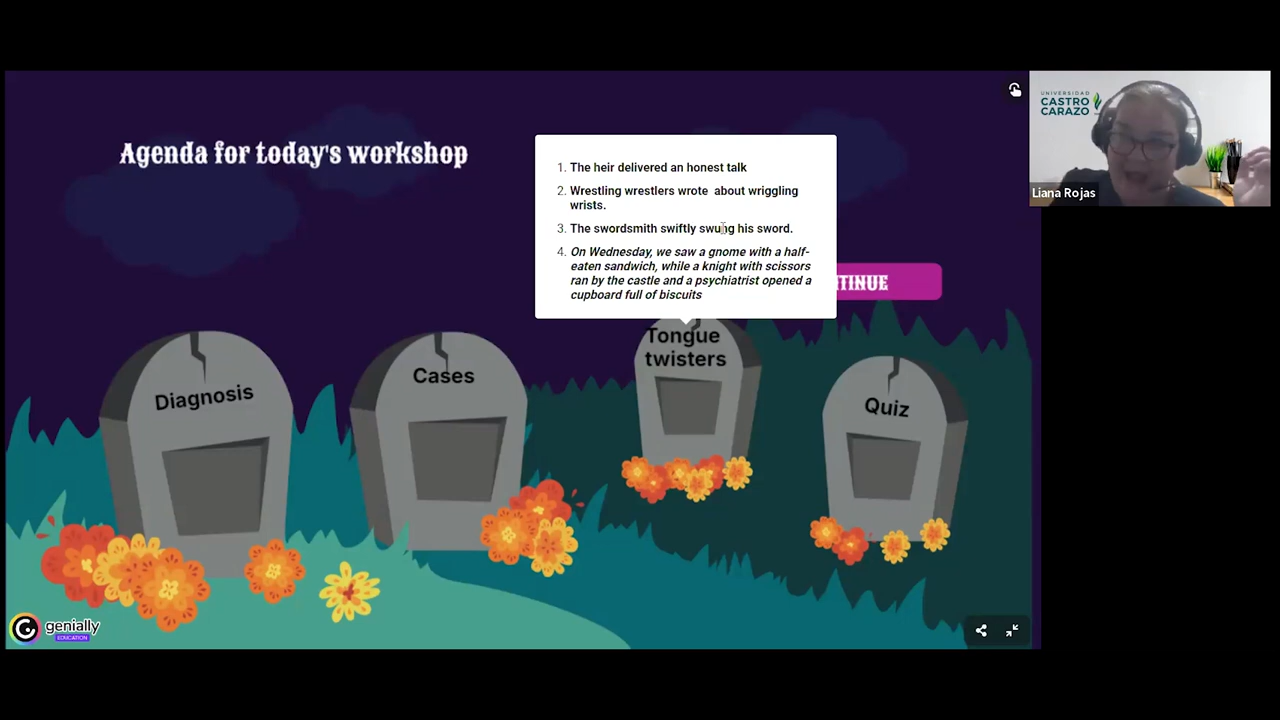 Agenda for today's workshop
1. The heir delivered an honest talk
2. Wrestling wrestlers wrote about wriggling
wrists.
3. The swordsmith swiftly swung his sword.
4. On Wednesday, we saw a gnome with a half-
eaten sandwich, while a knight with scissors
ran by the castle and a psychiatrist opened a
cupboard full of biscuits
Diagnosis
Cases
Tongue
twisters
Quiz
genially
EDUCATION
UNIVERSIDAD
CASTRO
CARAZO
Liana Rojas